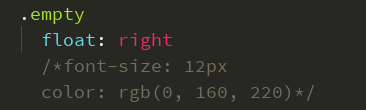 .empty
float: right
/*font-size: 12px
color: rgb(0, 160, 220)*/